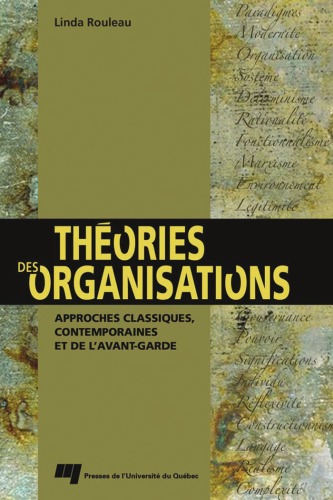 Linda Rouleau
Paradigmes
Modernité
Organisation
Système
Déterminisme
Rationalité
Fonctionnalisme
Marxisme
Environnement
Légitimité
THÉORIES
DES ORGANISATIONS
APPROCHES CLASSIQUES,
CONTEMPORAINES
ET DE L'AVANT-GARDE
Gouvernance
Pouvoir
Significations
Individu
Réflexivité
Constructionnisme
Langage
Réalisme
Complexité
Presses de l'Université du Québec